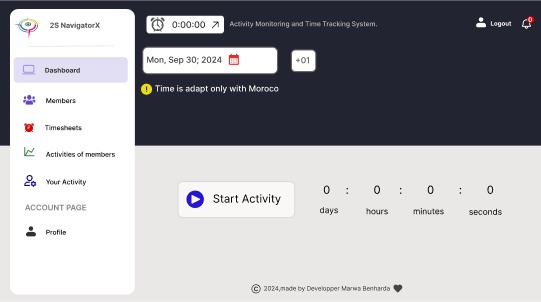 2S NavigatorX
Dashboard
Members
Timesheets
Activities of members
Your Activity
ACCOUNT PAGE
Profile
0:00:00
Activity Monitoring and Time Tracking System.
Logout
0
Mon, Sep 30; 2024
+01
! Time is adapt only with Moroco
Start Activity
0 : 0 : 0 : 0
days hours minutes seconds
© 2024,made by Developper Marwa Benharda